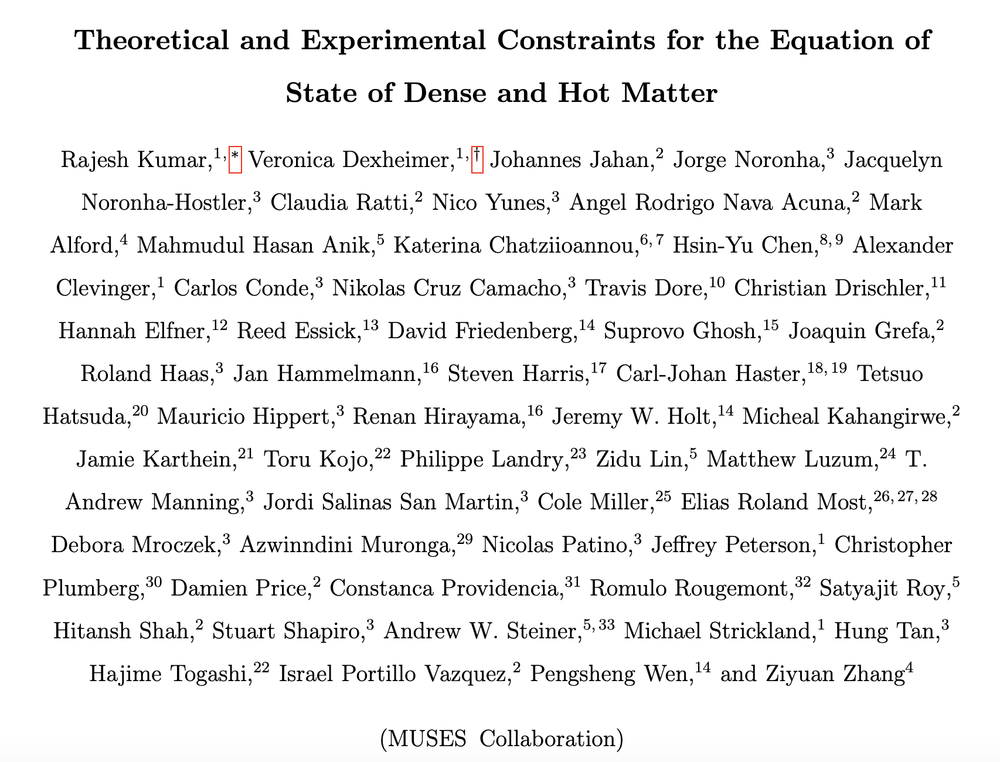 Theoretical and Experimental Constraints for the Equation of
State of Dense and Hot Matter
Rajesh Kumar,1, * Veronica Dexheimer,1, † Johannes Jahan,2 Jorge Noronha,3 Jacquelyn
Noronha-Hostler,3 Claudia Ratti,2 Nico Yunes,3 Angel Rodrigo Nava Acuna,2 Mark
Alford,4 Mahmudul Hasan Anik,5 Katerina Chatziioannou,6, 7 Hsin-Yu Chen,8, 9 Alexander
Clevinger,1 Carlos Conde,3 Nikolas Cruz Camacho,3 Travis Dore,10 Christian Drischler,11
Hannah Elfner,12 Reed Essick,13 David Friedenberg,14 Suprovo Ghosh,15 Joaquin Grefa,2
Roland Haas,3 Jan Hammelmann,16 Steven Harris,17 Carl-Johan Haster,18, 19 Tetsuo
Hatsuda,20 Mauricio Hippert,3 Renan Hirayama,16 Jeremy W. Holt,14 Micheal Kahangirwe,2
Jamie Karthein,21 Toru Kojo,22 Philippe Landry,23 Zidu Lin,5 Matthew Luzum,24 T.
Andrew Manning,3 Jordi Salinas San Martin,3 Cole Miller,25 Elias Roland Most,26, 27, 28
Debora Mroczek,3 Azwinndini Muronga,29 Nicolas Patino,3 Jeffrey Peterson,1 Christopher
Plumberg,30 Damien Price,2 Constanca Providencia,31 Romulo Rougemont,32 Satyajit Roy,5
Hitansh Shah,2 Stuart Shapiro,3 Andrew W. Steiner,5, 33 Michael Strickland,1 Hung Tan,3
Hajime Togashi,22 Israel Portillo Vazquez,2 Pengsheng Wen,14 and Ziyuan Zhang4
(MUSES Collaboration)